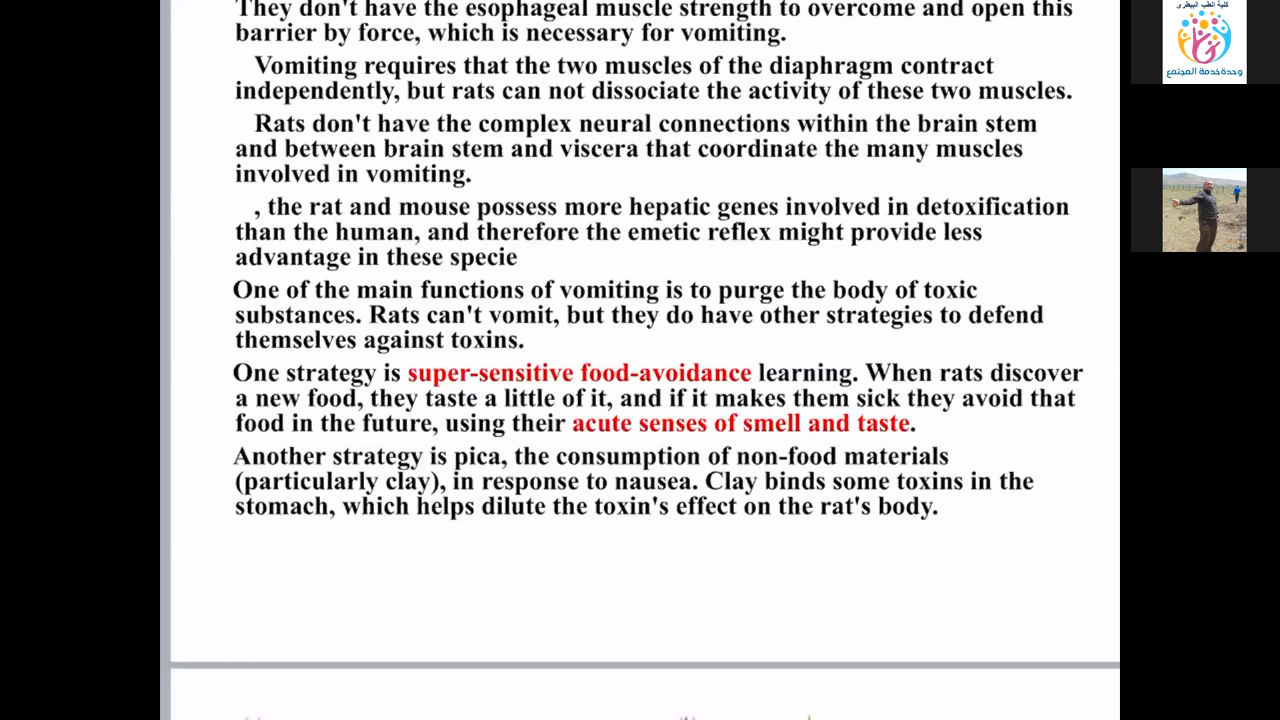 They don't have the esophageal muscle strength to overcome and open this
barrier by force, which is necessary for vomiting.
Vomiting requires that the two muscles of the diaphragm contract
independently, but rats can not dissociate the activity of these two muscles.
Rats don't have the complex neural connections within the brain stem
and between brain stem and viscera that coordinate the many muscles
involved in vomiting.
, the rat and mouse possess more hepatic genes involved in detoxification
than the human, and therefore the emetic reflex might provide less
advantage in these specie
One of the main functions of vomiting is to purge the body of toxic
substances. Rats can't vomit, but they do have other strategies to defend
themselves against toxins.
One strategy is super-sensitive food-avoidance learning. When rats discover
a new food, they taste a little of it, and if it makes them sick they avoid that
food in the future, using their acute senses of smell and taste.
Another strategy is pica, the consumption of non-food materials
(particularly clay), in response to nausea. Clay binds some toxins in the
stomach, which helps dilute the toxin's effect on the rat's body.
كلية الطب البيطرى
وحدة خدمة المجتمع